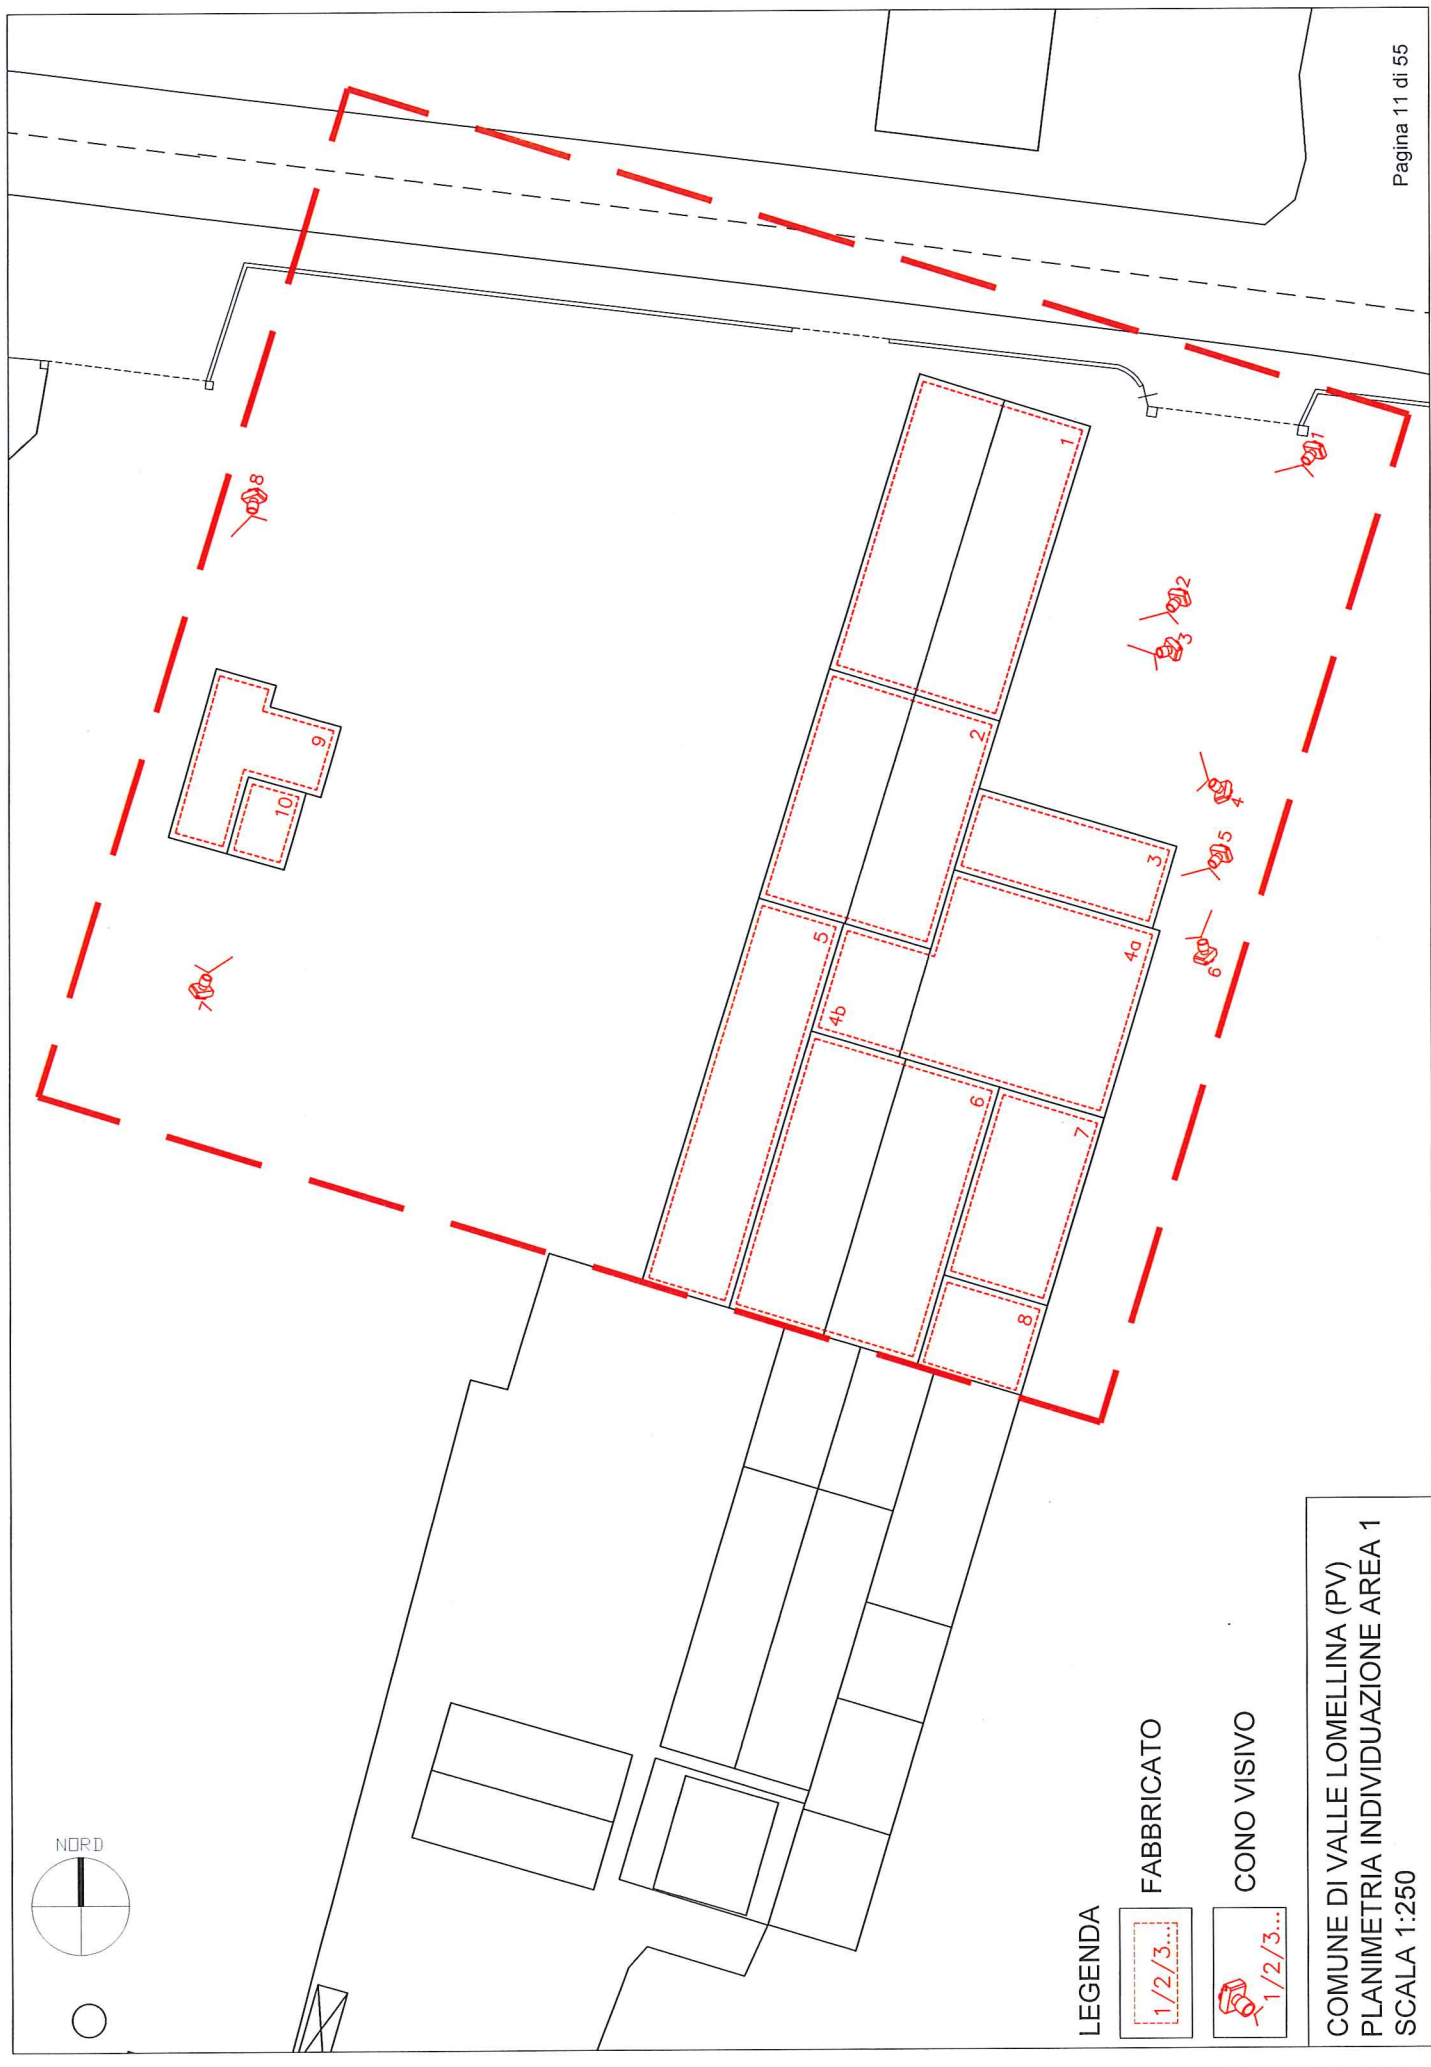 NORD
8
9
10
7
1
2
3
4a
4b
5
6
7
8
1
2
3
4
5
6
LEGENDA
1/2/3...
FABBRICATO
1/2/3...
CONO VISIVO
COMUNE DI VALLE LOMELLINA (PV)
PLANIMETRIA INDIVIDUAZIONE AREA 1
SCALA 1:250
Pagina 11 di 55